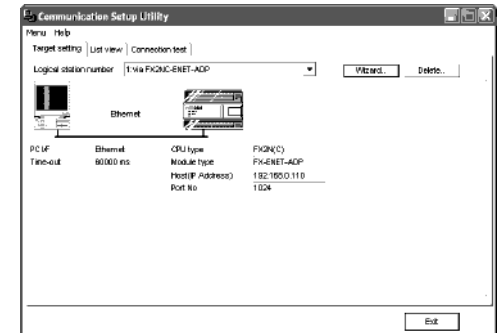 Communication Setup Utility
Menu Help
Target setting List view Connection test
Logical station number 1:via FX2NC-ENET-ADP Wizard.. Delete..
Ethernet
PC I/F Ethernet CPU type FX2N(C)
Time-out 60000 ms Module type FX-ENET-ADP
Host(IP Address) 192.168.0.110
Port No 1024
Exit